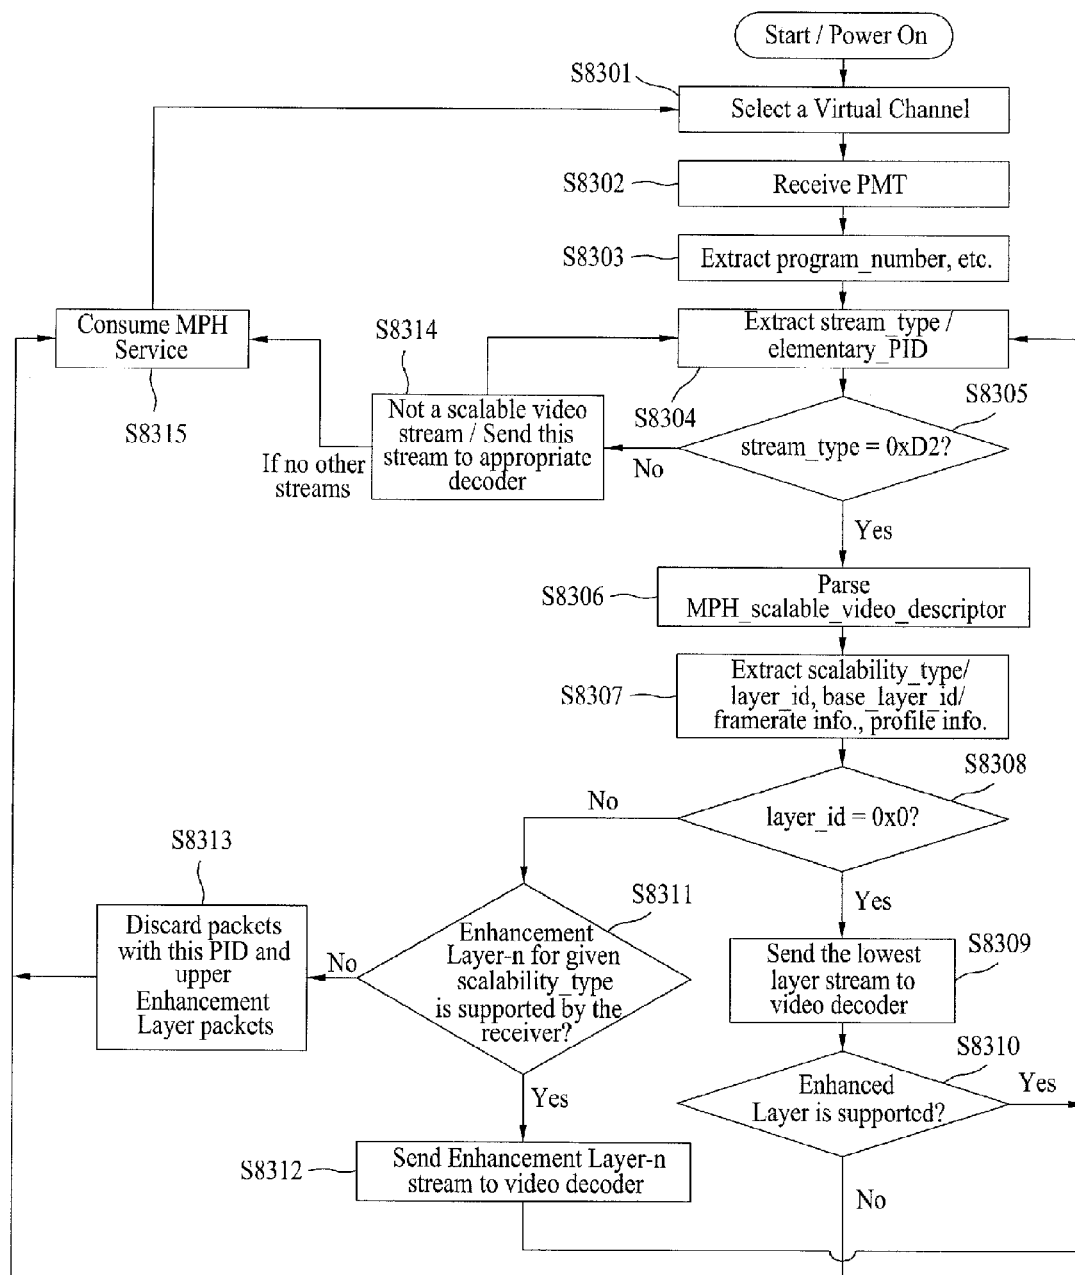 Start / Power On
S8301
Select a Virtual Channel
S8302
Receive PMT
S8303
Extract program_number, etc.
Consume MPH
Service
S8315
S8314
Extract stream_type /
elementary_PID
S8304
S8305
Not a scalable video
stream / Send this
stream to appropriate
decoder
If no other
streams
No
stream_type = 0xD2?
Yes
S8306
Parse
MPH_scalable_video_descriptor
S8307
Extract scalability_type/
layer_id, base_layer_id/
framerate info., profile info.
S8308
No
layer_id = 0x0?
Yes
S8313
Discard packets
with this PID and
upper
Enhancement
Layer packets
No
S8311
Enhancement
Layer-n for given
scalability_type
is supported by the
receiver?
Yes
S8309
Send the lowest
layer stream to
video decoder
S8310
Enhanced
Layer is supported?
Yes
No
S8312
Send Enhancement Layer-n
stream to video decoder